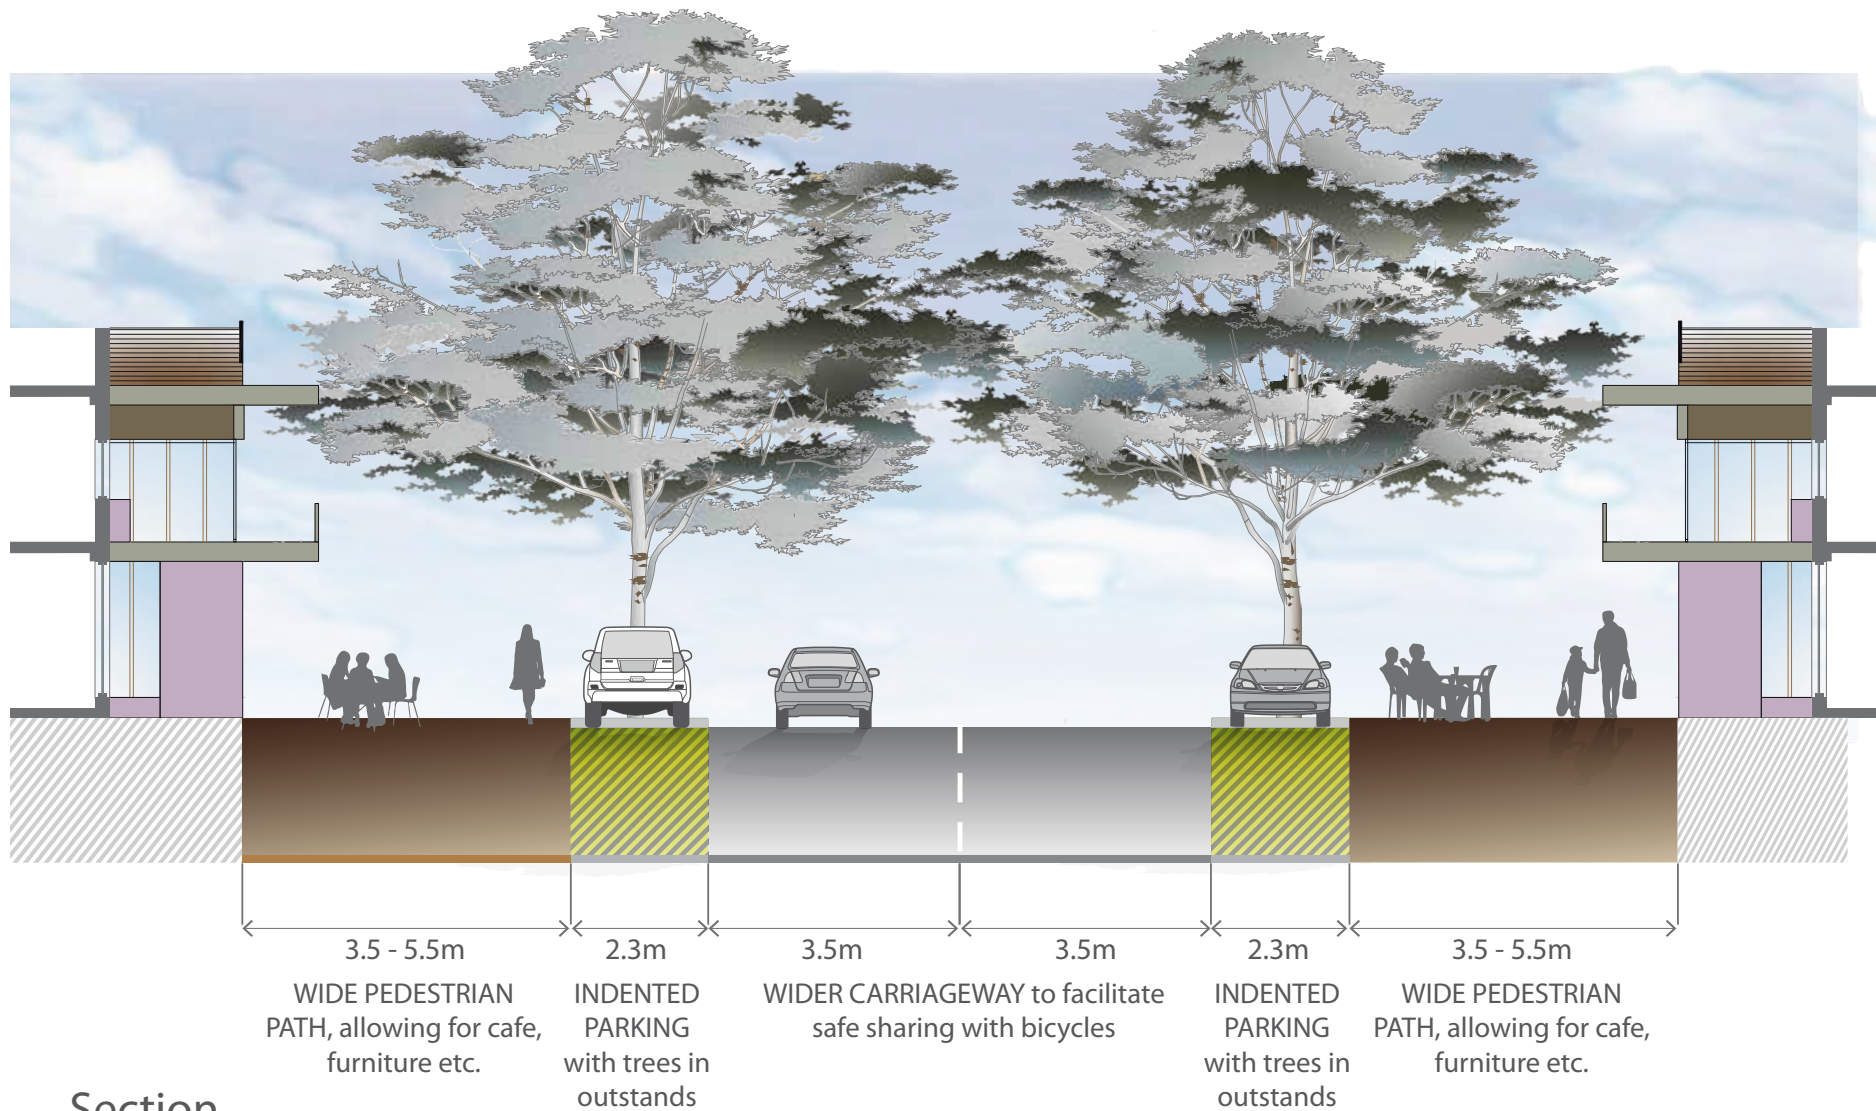 3.5 - 5.5m
2.3m
3.5m
3.5m
2.3m
3.5 - 5.5m
WIDE PEDESTRIAN
PATH, allowing for cafe,
furniture etc.
INDENTED
PARKING
with trees in
outstands
WIDER CARRIAGEWAY to facilitate
safe sharing with bicycles
INDENTED
PARKING
with trees in
outstands
WIDE PEDESTRIAN
PATH, allowing for cafe,
furniture etc.
Section